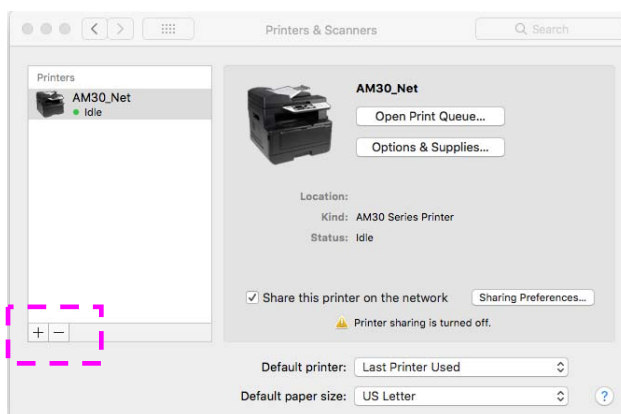 Printers & Scanners
Search
Printers
AM30_Net
Idle
AM30_Net
Open Print Queue...
Options & Supplies...
Location:
Kind: AM30 Series Printer
Status: Idle
Share this printer on the network
Sharing Preferences...
Printer sharing is turned off.
+ −
Default printer: Last Printer Used
Default paper size: US Letter
?